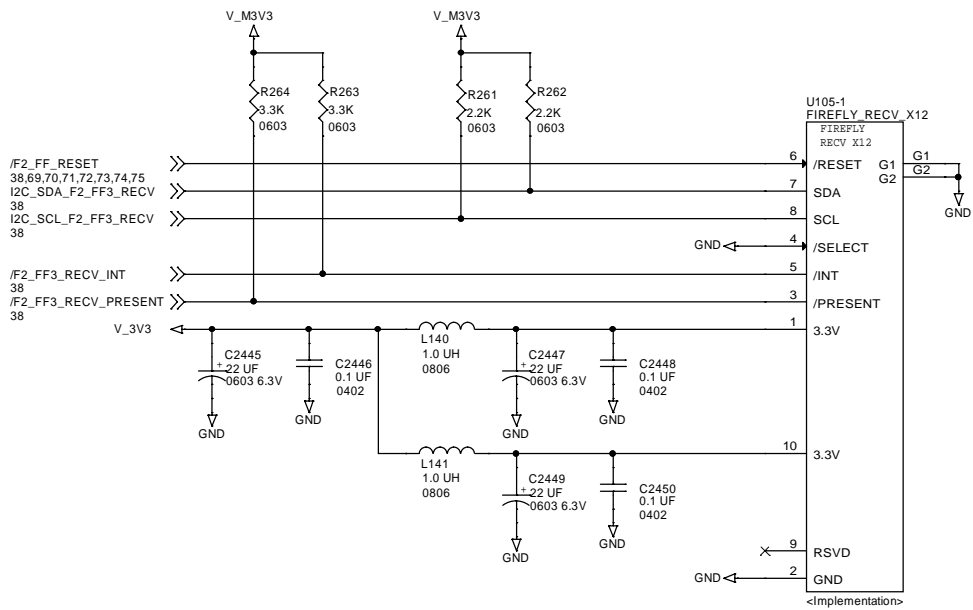 V_M3V3
V_M3V3
R264
3.3K
0603
R263
3.3K
0603
R261
2.2K
0603
R262
2.2K
0603
U105-1
FIREFLY_RECV_X12
FIREFLY
RECV X12
/F2_FF_RESET
38,69,70,71,72,73,74,75
6
/RESET
G1
G1
G2
G2
GND
I2C_SDA_F2_FF3_RECV
38
7
SDA
I2C_SCL_F2_FF3_RECV
38
8
SCL
GND
4
/SELECT
/F2_FF3_RECV_INT
38
5
/INT
/F2_FF3_RECV_PRESENT
38
3
/PRESENT
V_3V3
1
3.3V
L140
1.0 UH
0806
C2445
+
22 UF
0603 6.3V
GND
C2446
0.1 UF
0402
GND
C2447
+
22 UF
0603 6.3V
GND
C2448
0.1 UF
0402
GND
10
3.3V
L141
1.0 UH
0806
C2449
+
22 UF
0603 6.3V
GND
C2450
0.1 UF
0402
GND
9
RSVD
GND
2
GND
<Implementation>